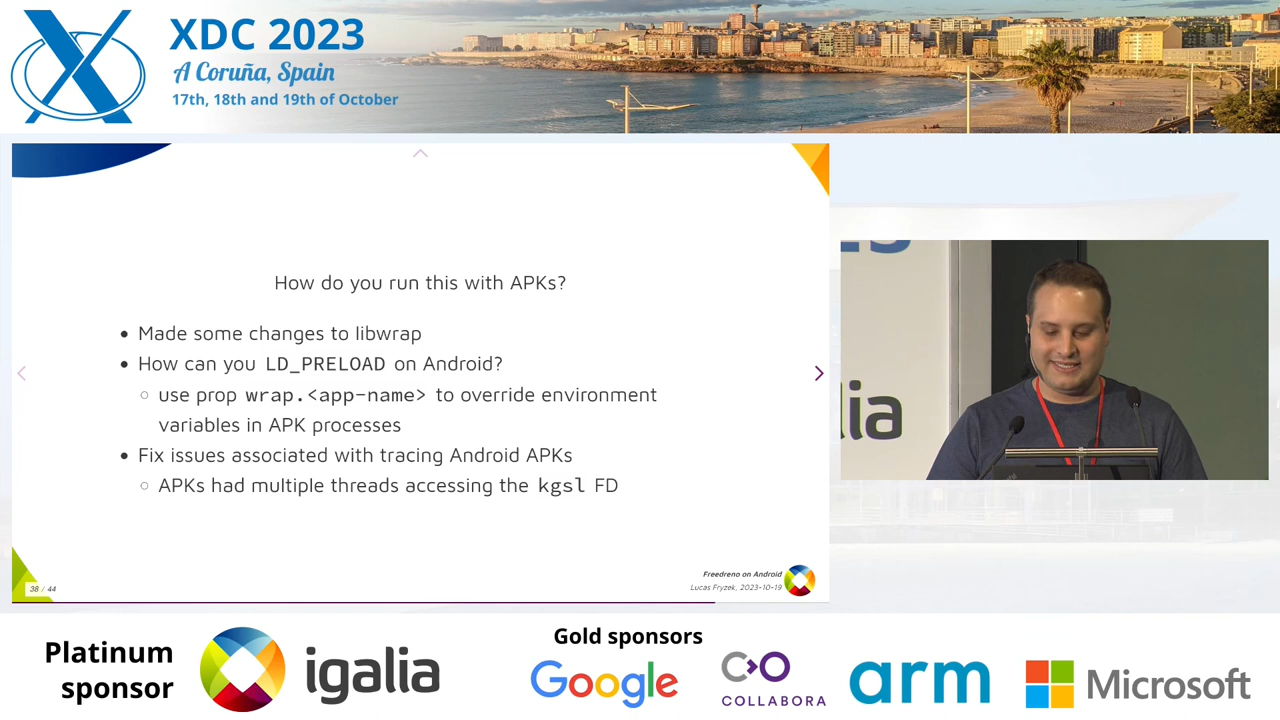 XDC 2023
A Coruña, Spain
17th, 18th and 19th of October
How do you run this with APKs?
• Made some changes to libwrap
• How can you LD_PRELOAD on Android?
○ use prop wrap.<app-name> to override environment
variables in APK processes
• Fix issues associated with tracing Android APKs
○ APKs had multiple threads accessing the kgsl FD
38 / 44
Freedreno on Android
Lucas Fryzek, 2023-10-19
lia
Platinum
sponsor
igalia
Gold sponsors
Google
COLLABORA
arm
Microsoft